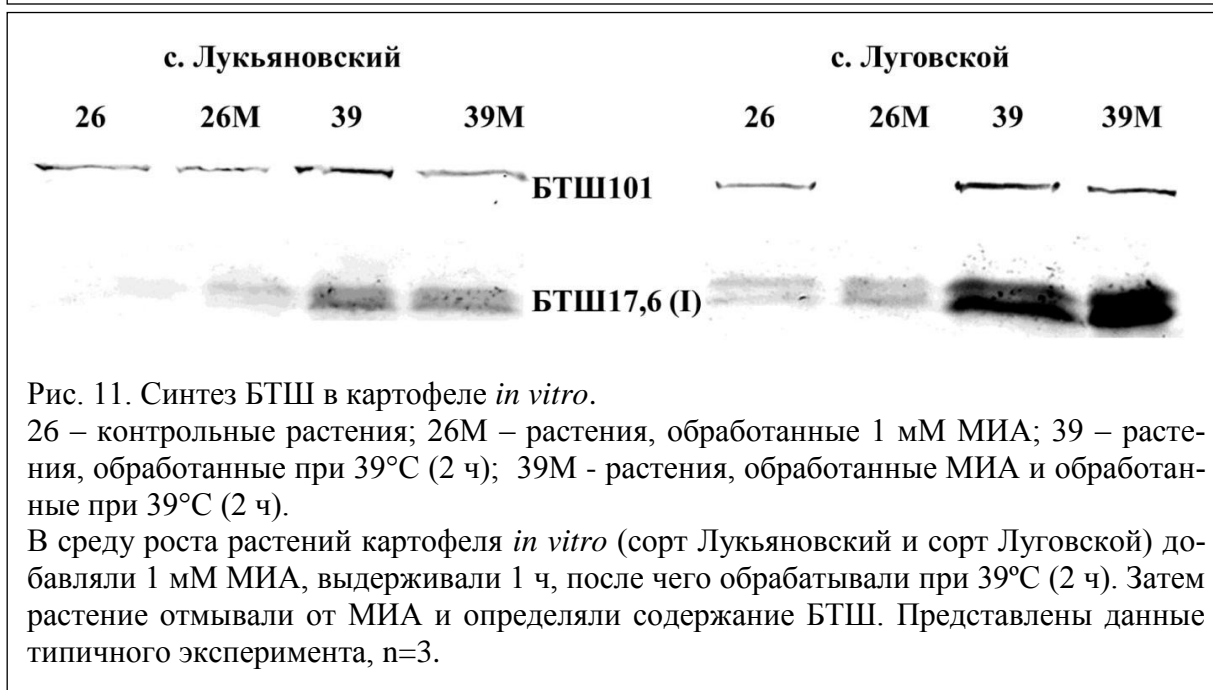 с. Лукьяновский с. Луговской
26 26М 39 39М 26 26М 39 39М
БТШ101
БТШ17,6 (I)
Рис. 11. Синтез БТШ в картофеле in vitro.
26 – контрольные растения; 26М – растения, обработанные 1 мМ МИА; 39 – расте-
ния, обработанные при 39°С (2 ч); 39М - растения, обработанные МИА и обработан-
ные при 39°С (2 ч).
В среду роста растений картофеля in vitro (сорт Лукьяновский и сорт Луговской) до-
бавляли 1 мМ МИА, выдерживали 1 ч, после чего обрабатывали при 39ºС (2 ч). Затем
растение отмывали от МИА и определяли содержание БТШ. Представлены данные
типичного эксперимента, n=3.